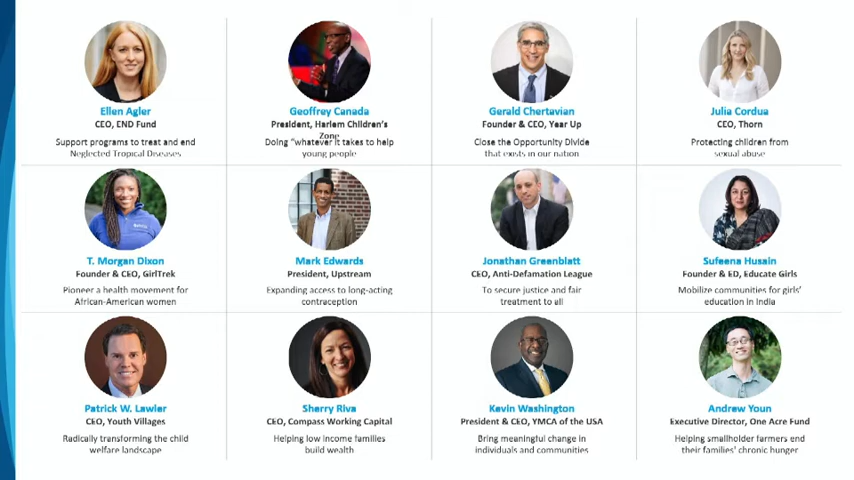 Ellen Agler
CEO, END Fund
Support programs to treat and end
Neglected Tropical Diseases
Geoffrey Canada
President, Harlem Children's
Zone
Doing "whatever it takes to help
young people
Gerald Chertavian
Founder & CEO, Year Up
Close the Opportunity Divide
that exists in our nation
Julia Cordua
CEO, Thorn
Protecting children from
sexual abuse
T. Morgan Dixon
Founder & CEO, GirlTrek
Pioneer a health movement for
African-American women
Mark Edwards
President, Upstream
Expanding access to long-acting
contraception
Jonathan Greenblatt
CEO, Anti-Defamation League
To secure justice and fair
treatment to all
Sufeena Husain
Founder & ED, Educate Girls
Mobilize communities for girls'
education in India
Patrick W. Lawler
CEO, Youth Villages
Radically transforming the child
welfare landscape
Sherry Riva
CEO, Compass Working Capital
Helping low income families
build wealth
Kevin Washington
President & CEO, YMCA of the USA
Bring meaningful change in
individuals and communities
Andrew Youn
Executive Director, One Acre Fund
Helping smallholder farmers end
their families' chronic hunger